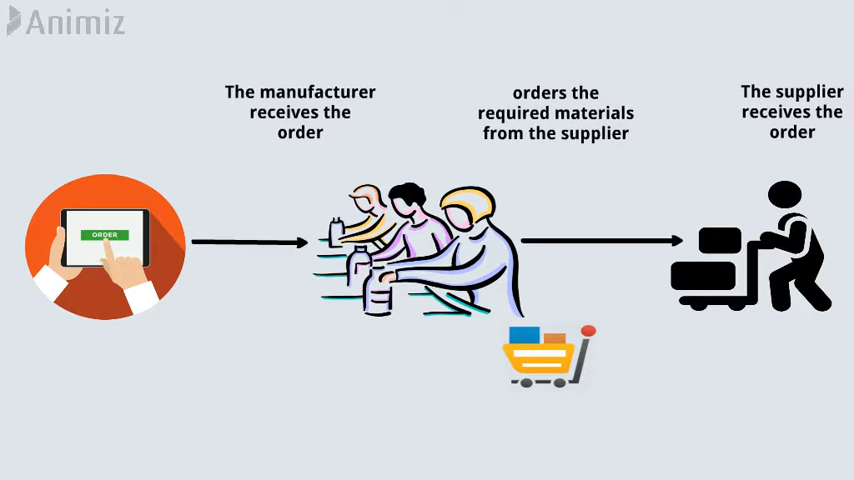 Animiz
The manufacturer
receives the
order
orders the
required materials
from the supplier
The supplier
receives the
order
ORDER